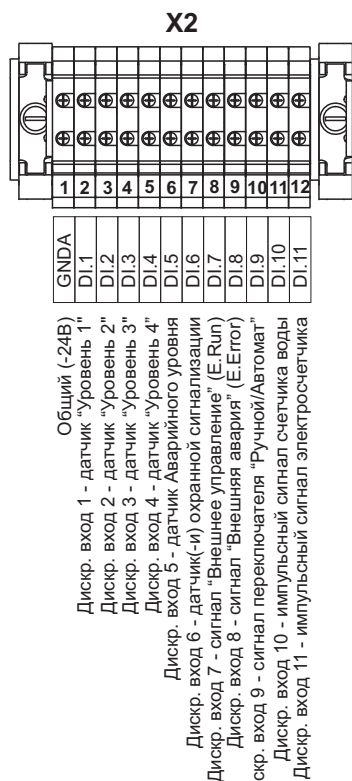 X2
1 2 3 4 5 6 7 8 9 10 11 12
GNDA
DI.1
DI.2
DI.3
DI.4
DI.5
DI.6
DI.7
DI.8
DI.9
DI.10
DI.11
Общий (-24В)
Дискр. вход 1 - датчик "Уровень 1"
Дискр. вход 2 - датчик "Уровень 2"
Дискр. вход 3 - датчик "Уровень 3"
Дискр. вход 4 - датчик "Уровень 4"
Дискр. вход 5 - датчик Аварийного уровня
Дискр. вход 6 - датчик(-и) охранной сигнализации
Дискр. вход 7 - сигнал "Внешнее управление" (E.Run)
Дискр. вход 8 - сигнал "Внешняя авария" (E.Error)
скр. вход 9 - сигнал переключателя "Ручной/Автомат"
Дискр. вход 10 - импульсный сигнал счетчика воды
Дискр. вход 11 - импульсный сигнал электросчетчика